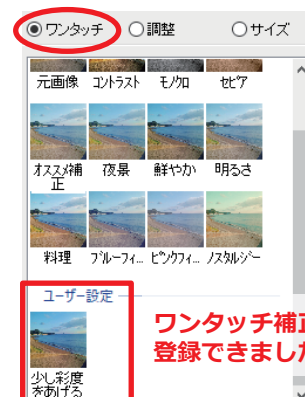 ワンタッチ 調整 サイズ
元画像 コントラスト モノクロ セピア
オススメ補正 夜景 鮮やか 明るさ
料理 ブルーフィ... ピンクフィ... ノスタルジー
ユーザー設定
ワンタッチ補正
登録できました
少し彩度
をあげる